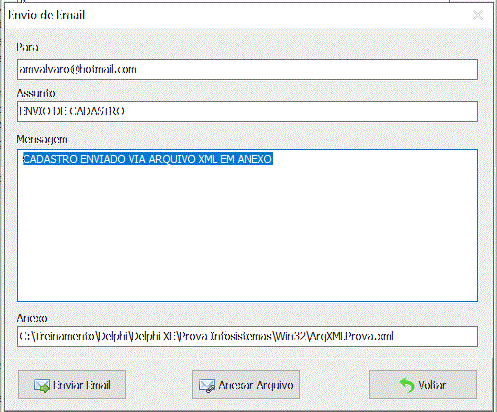 Envio de Email
Para
amvalvaro@hotmail.com
Assunto
ENVIO DE CADASTRO
Mensagem
CADASTRO ENVIADO VIA ARQUIVO XML EM ANEXO
Anexo
C:\Treinamento\Delphi\Delphi XE\Prova Infosistemas\Win32\ArqXMLProva.xml
Enviar Email
Anexar Arquivo
Voltar